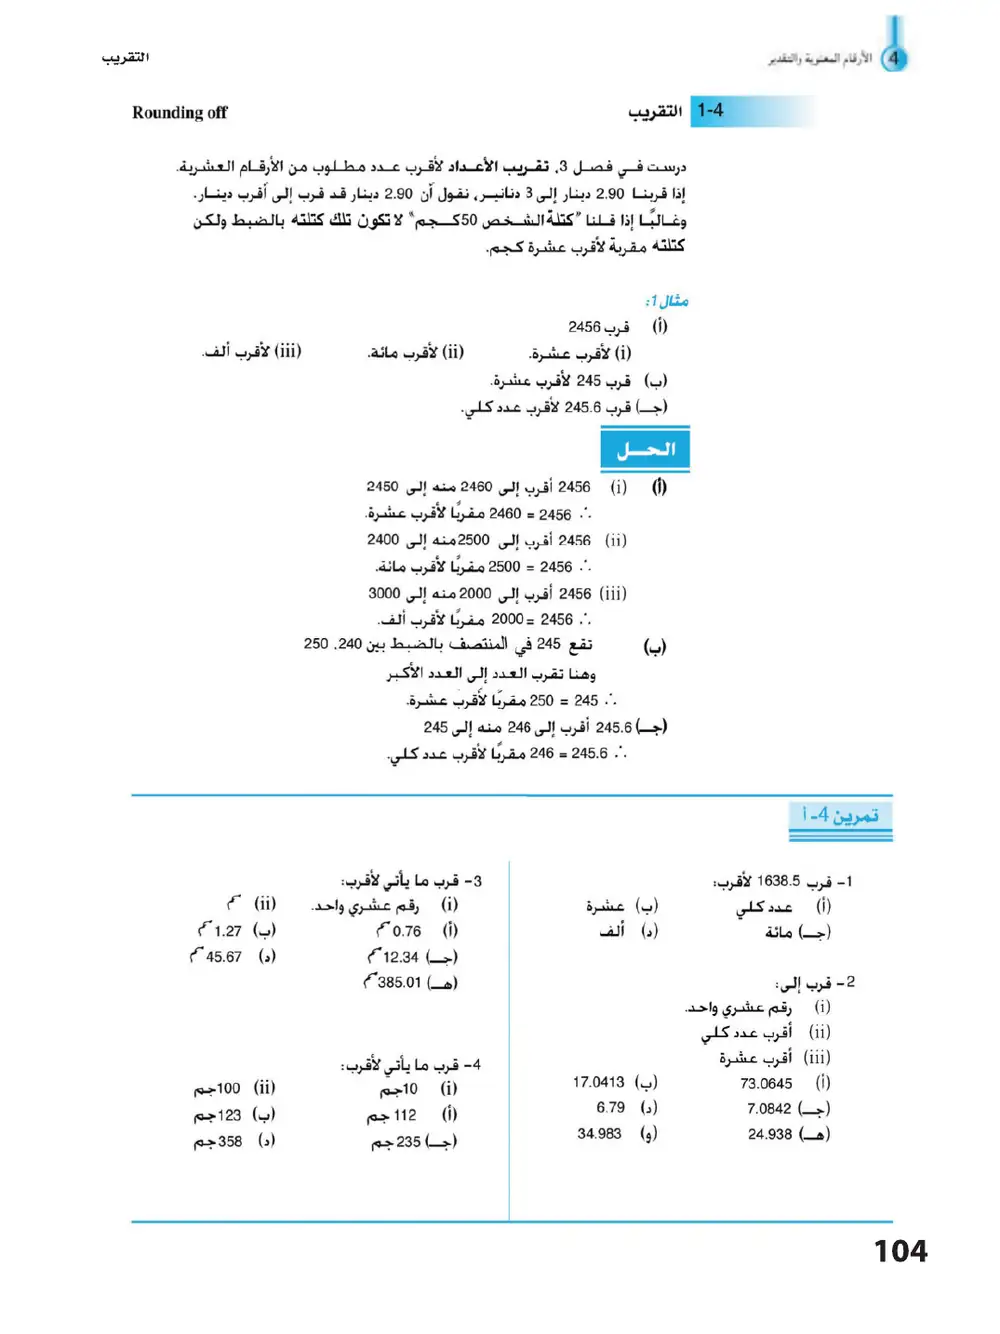 4 الأرقام المعنوية والتقدير
التقريب
1-4 التقريب
Rounding off
درست في فصل 3، تقريب الأعداد لأقرب عدد مطلوب من الأرقام العشرية.
إذا قربنا 2.90 دينار إلى 3 دنانير، نقول أن 2.90 دينار قد قرب إلى أقرب دينار.
وغالبًا إذا قلنا "كتلة الشخص 50كجم" لا تكون تلك كتلته بالضبط ولكن
كتلته مقربة لأقرب عشرة كجم.
مثال 1:
(أ) قرب 2456
(i) لأقرب عشرة. (ii) لأقرب مائة. (iii) لأقرب ألف.
(ب) قرب 245 لأقرب عشرة.
(جـ) قرب 245.6 لأقرب عدد كلي.
الحـل
(أ) (i) 2456 أقرب إلى 2460 منه إلى 2450
∴ 2456 = 2460 مقربًا لأقرب عشرة.
(ii) 2456 أقرب إلى 2500 منه إلى 2400
∴ 2456 = 2500 مقربًا لأقرب مائة.
(iii) 2456 أقرب إلى 2000 منه إلى 3000
∴ 2456 = 2000 مقربًا لأقرب ألف.
(ب) تقع 245 في المنتصف بالضبط بين 240، 250
وهنا تقرب العدد إلى العدد الأكبر
∴ 245 = 250 مقربًا لأقرب عشرة.
(جـ) 245.6 أقرب إلى 246 منه إلى 245
∴ 245.6 = 246 مقربًا لأقرب عدد كلي.
تمرين 4-أ
1- قرب 1638.5 لأقرب:
(أ) عدد كلي (ب) عشرة
(جـ) مائة (د) ألف
2- قرب إلى:
(i) رقم عشري واحد.
(ii) أقرب عدد كلي
(iii) أقرب عشرة
(أ) 73.0645 (ب) 17.0413
(جـ) 7.0842 (د) 6.79
(هـ) 24.938 (و) 34.983
3- قرب ما يأتي لأقرب:
(i) رقم عشري واحد. (ii) سم
(أ) 0.76 سم (ب) 1.27 سم
(جـ) 12.34 سم (د) 45.67 سم
(هـ) 385.01 سم
4- قرب ما يأتي لأقرب:
(i) 10جم (ii) 100جم
(أ) 112 جم (ب) 123جم
(جـ) 235 جم (د) 358 جم
104